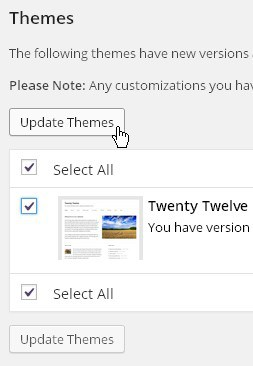 Themes
The following themes have new versions
Please Note: Any customizations you hav
Update Themes
Select All
Twenty Twelve
You have version
Select All
Update Themes